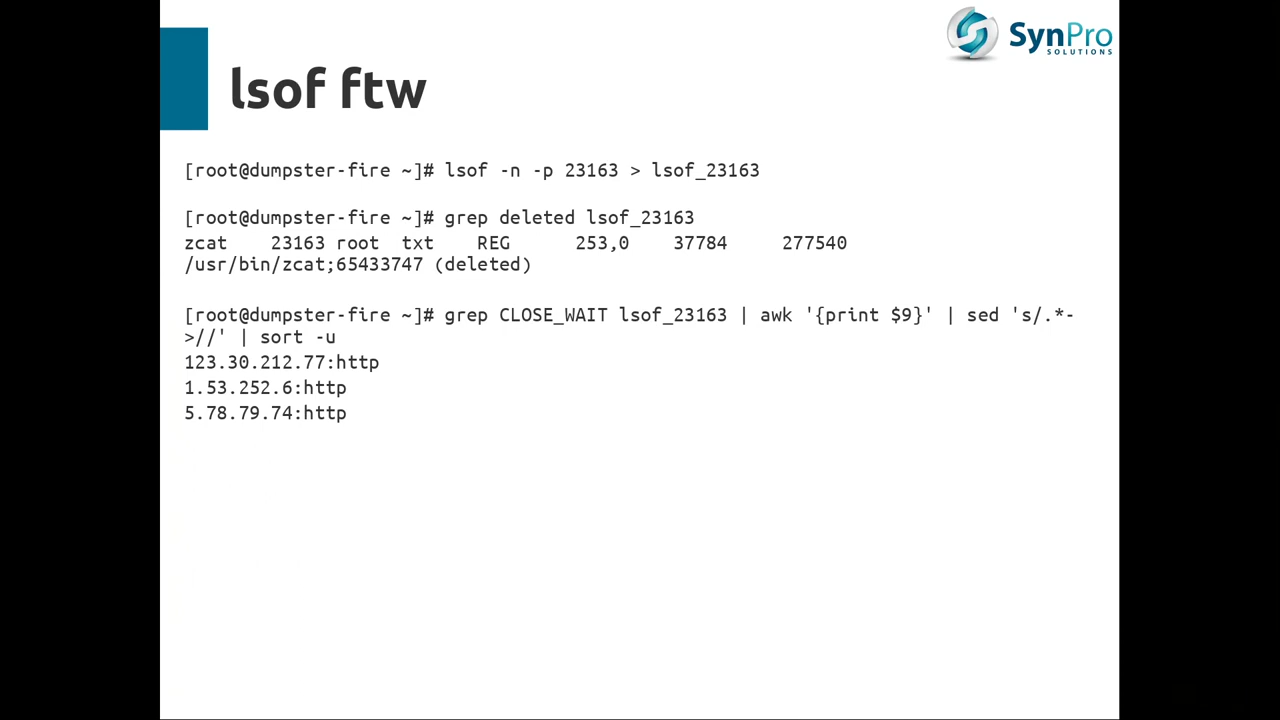 SynPro
SOLUTIONS
lsof ftw
[root@dumpster-fire ~]# lsof -n -p 23163 > lsof_23163
[root@dumpster-fire ~]# grep deleted lsof_23163
zcat    23163 root  txt    REG      253,0    37784     277540
/usr/bin/zcat;65433747 (deleted)
[root@dumpster-fire ~]# grep CLOSE_WAIT lsof_23163 | awk '{print $9}' | sed 's/.*-
>//' | sort -u
123.30.212.77:http
1.53.252.6:http
5.78.79.74:http